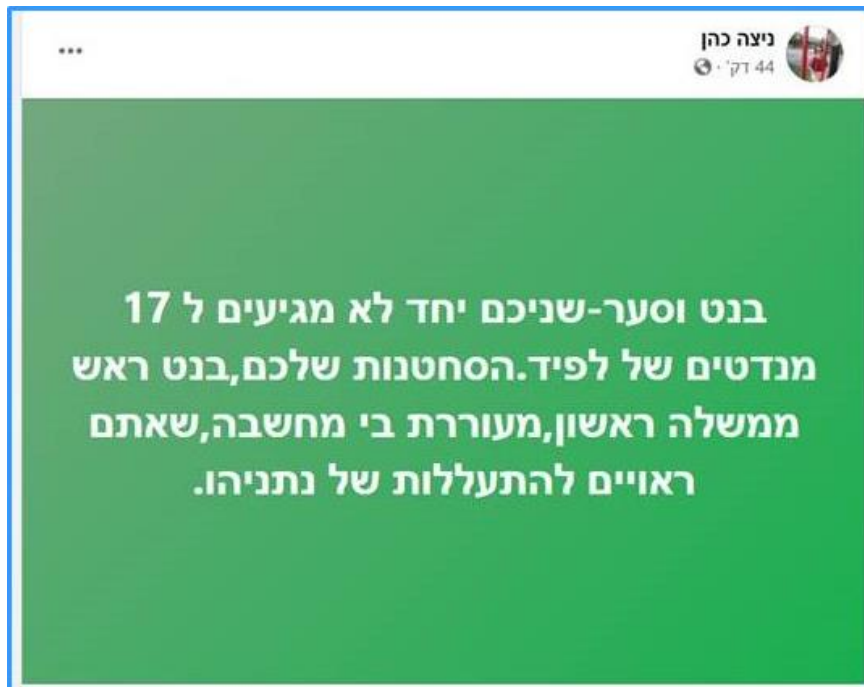 ניצה כהן
44 דק'
בנט וסער-שניכם יחד לא מגיעים ל 17
מנדטים של לפיד.הסחטנות שלכם,בנט ראש
ממשלה ראשון,מעוררת בי מחשבה,שאתם
ראויים להתעללות של נתניהו.